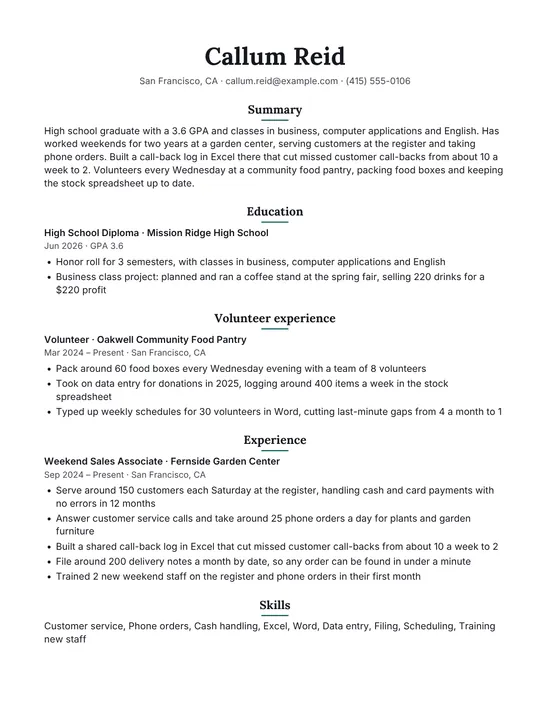 Callum Reid
San Francisco, CA · callum.reid@example.com · (415) 555-0106
Summary
High school graduate with a 3.6 GPA and classes in business, computer applications and English. Has
worked weekends for two years at a garden center, serving customers at the register and taking
phone orders. Built a call-back log in Excel there that cut missed customer call-backs from about 10 a
week to 2. Volunteers every Wednesday at a community food pantry, packing food boxes and keeping
the stock spreadsheet up to date.
Education
High School Diploma · Mission Ridge High School
Jun 2026 · GPA 3.6
• Honor roll for 3 semesters, with classes in business, computer applications and English
• Business class project: planned and ran a coffee stand at the spring fair, selling 220 drinks for a
$220 profit
Volunteer experience
Volunteer · Oakwell Community Food Pantry
Mar 2024 – Present · San Francisco, CA
• Pack around 60 food boxes every Wednesday evening with a team of 8 volunteers
• Took on data entry for donations in 2025, logging around 400 items a week in the stock
spreadsheet
• Typed up weekly schedules for 30 volunteers in Word, cutting last-minute gaps from 4 a month to 1
Experience
Weekend Sales Associate · Fernside Garden Center
Sep 2024 – Present · San Francisco, CA
• Serve around 150 customers each Saturday at the register, handling cash and card payments with
no errors in 12 months
• Answer customer service calls and take around 25 phone orders a day for plants and garden
furniture
• Built a shared call-back log in Excel that cut missed customer call-backs from about 10 a week to 2
• File around 200 delivery notes a month by date, so any order can be found in under a minute
• Trained 2 new weekend staff on the register and phone orders in their first month
Skills
Customer service, Phone orders, Cash handling, Excel, Word, Data entry, Filing, Scheduling, Training
new staff